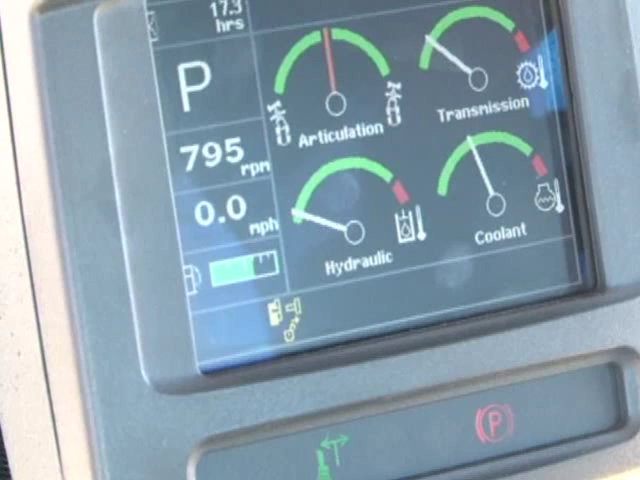 17.3
hrs
P
Articulation
Transmission
795 rpm
0.0 mph
Hydraulic
Coolant
P